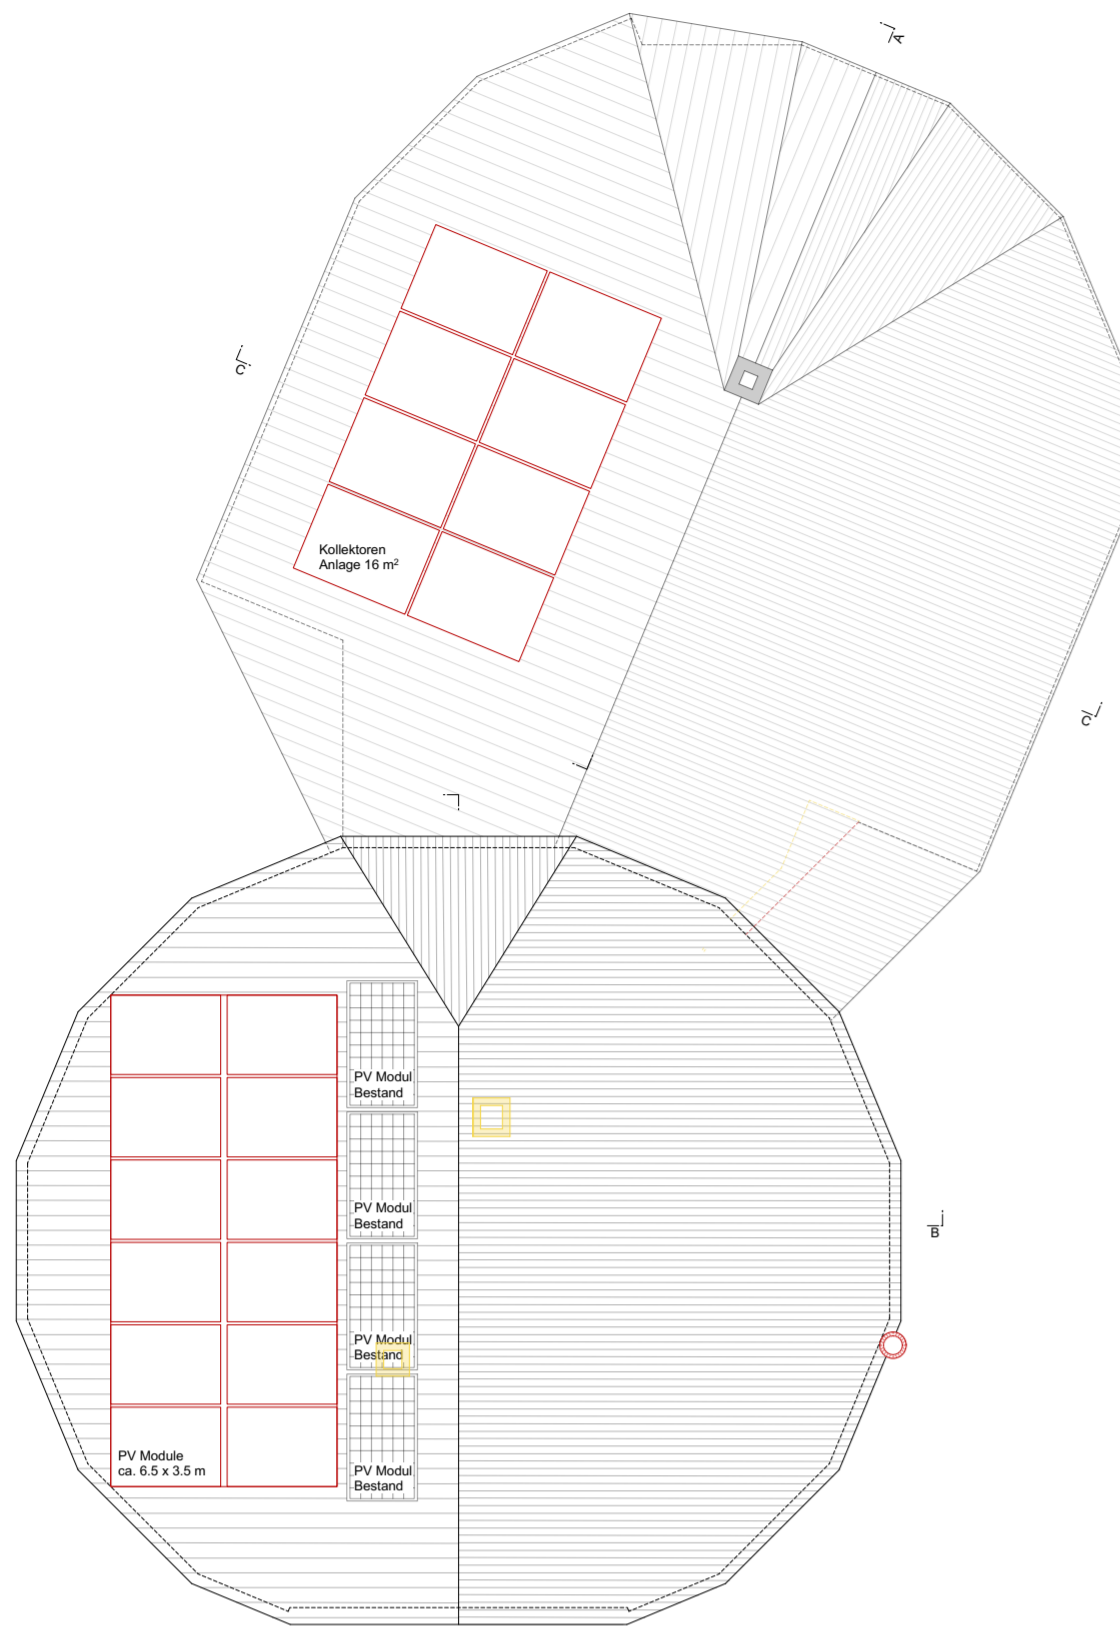 A
C
Kollektoren
Anlage 16 m²
C
PV Modul
Bestand
PV Modul
Bestand
B
PV Modul
Bestand
PV Module
ca. 6.5 x 3.5 m
PV Modul
Bestand